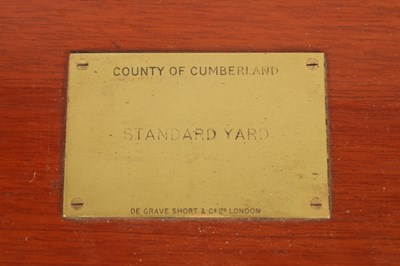 COUNTY OF CUMBERLAND
STANDARD YARD
DE GRAVE SHORT & Cº LTD LONDON